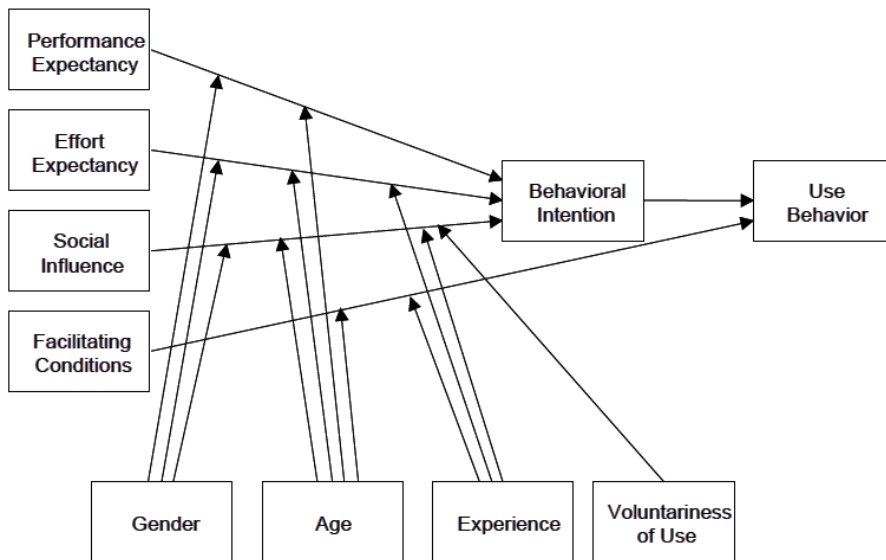 Performance
Expectancy
Effort
Expectancy
Social
Influence
Facilitating
Conditions
Behavioral
Intention
Use
Behavior
Gender
Age
Experience
Voluntariness
of Use